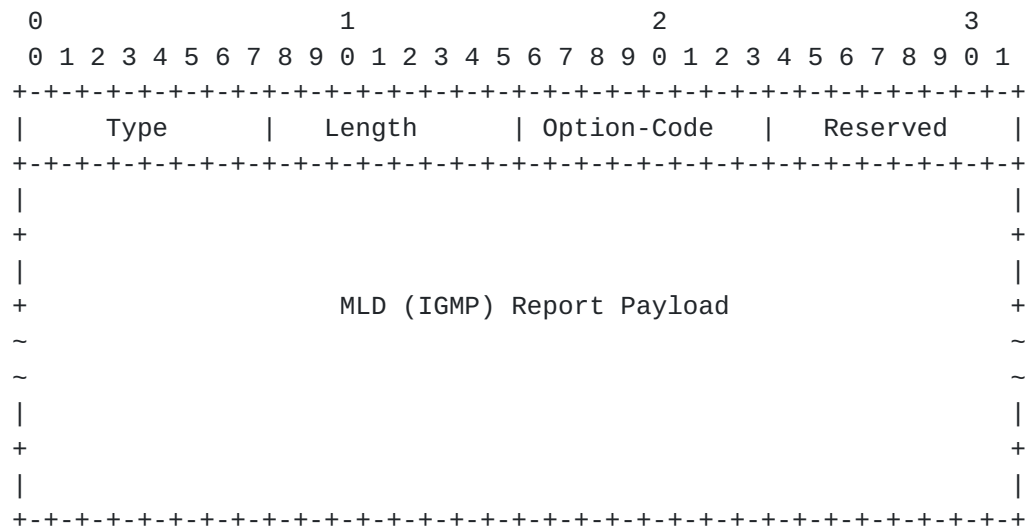 0                   1                   2                   3
 0 1 2 3 4 5 6 7 8 9 0 1 2 3 4 5 6 7 8 9 0 1 2 3 4 5 6 7 8 9 0 1
+-+-+-+-+-+-+-+-+-+-+-+-+-+-+-+-+-+-+-+-+-+-+-+-+-+-+-+-+-+-+-+-+
|     Type      |   Length      | Option-Code   |   Reserved    |
+-+-+-+-+-+-+-+-+-+-+-+-+-+-+-+-+-+-+-+-+-+-+-+-+-+-+-+-+-+-+-+-+
|                                                               |
+                                                               +
|                                                               |
+                    MLD (IGMP) Report Payload                  +
~                                                               ~
~                                                               ~
|                                                               |
+                                                               +
|                                                               |
+-+-+-+-+-+-+-+-+-+-+-+-+-+-+-+-+-+-+-+-+-+-+-+-+-+-+-+-+-+-+-+-+